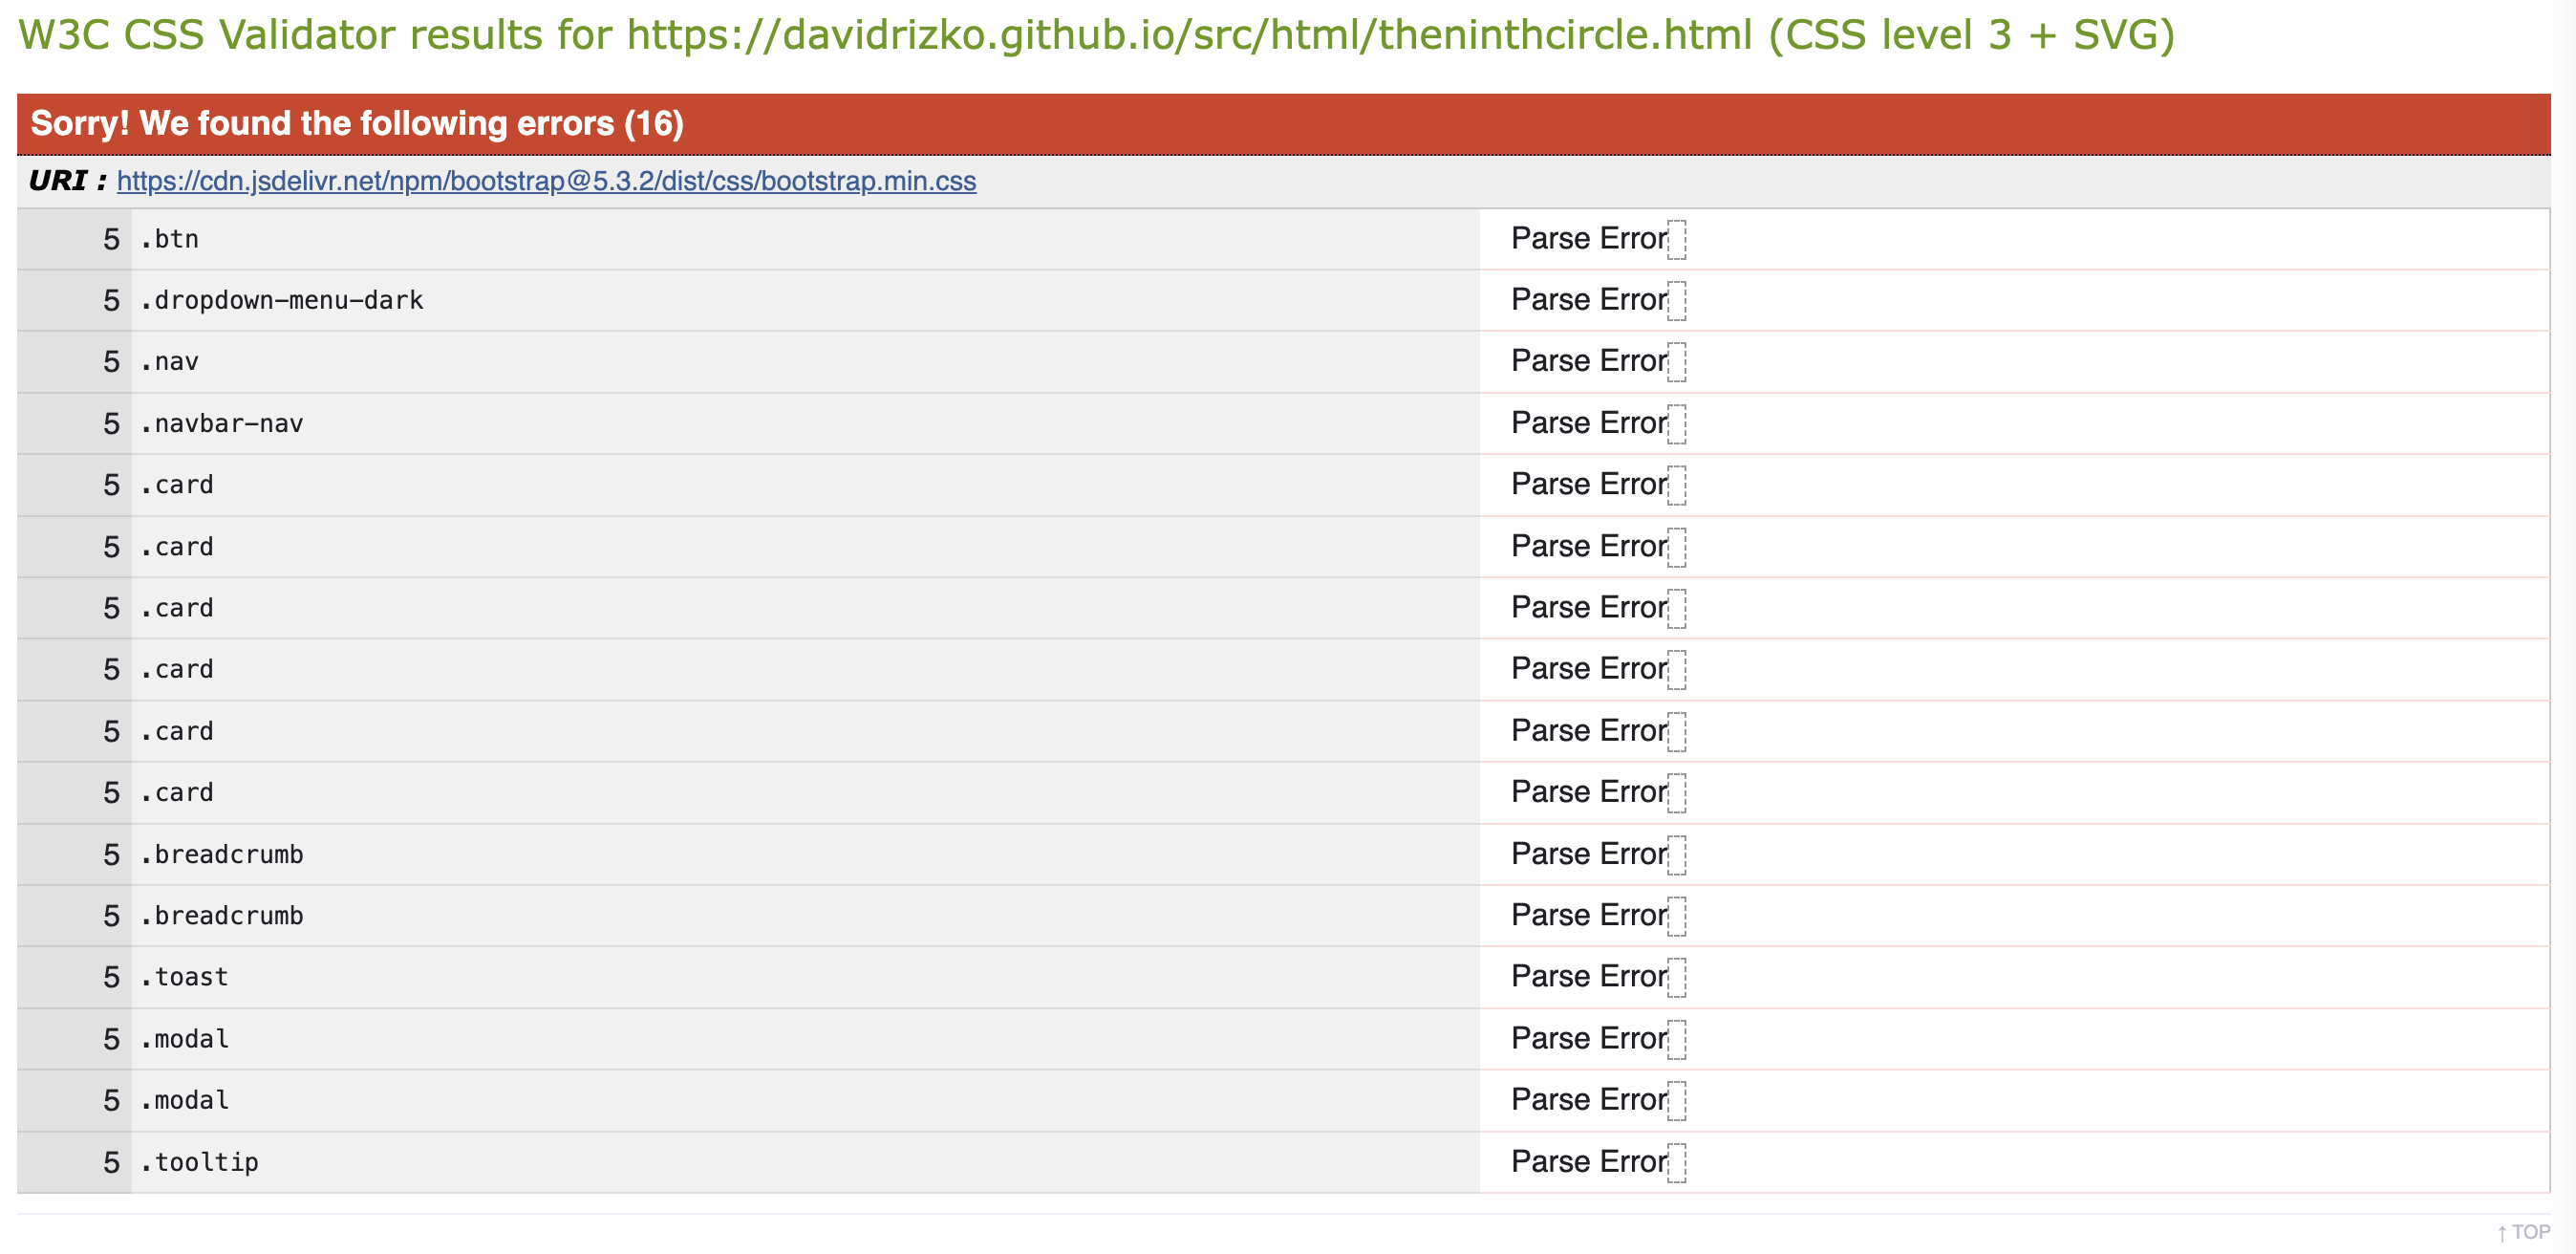 W3C CSS Validator results for https://davidrizko.github.io/src/html/theninthcircle.html (CSS level 3 + SVG)
Sorry! We found the following errors (16)
URI : https://cdn.jsdelivr.net/npm/bootstrap@5.3.2/dist/css/bootstrap.min.css
5 .btn Parse Error
5 .dropdown-menu-dark Parse Error
5 .nav Parse Error
5 .navbar-nav Parse Error
5 .card Parse Error
5 .card Parse Error
5 .card Parse Error
5 .card Parse Error
5 .card Parse Error
5 .card Parse Error
5 .breadcrumb Parse Error
5 .breadcrumb Parse Error
5 .toast Parse Error
5 .modal Parse Error
5 .modal Parse Error
5 .tooltip Parse Error
↑ TOP